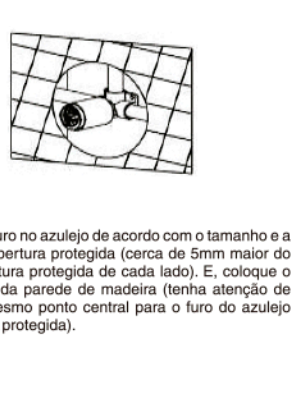 uro no azulejo de acordo com o tamanho e a
bertura protegida (cerca de 5mm maior do
tura protegida de cada lado). E, coloque o
da parede de madeira (tenha atenção de
esmo ponto central para o furo do azulejo
protegida).